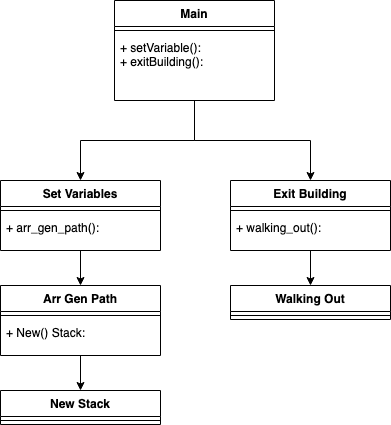 Main
+ setVariable():
+ exitBuilding():
Set Variables
+ arr_gen_path():
Exit Building
+ walking_out():
Arr Gen Path
+ New() Stack:
Walking Out
New Stack